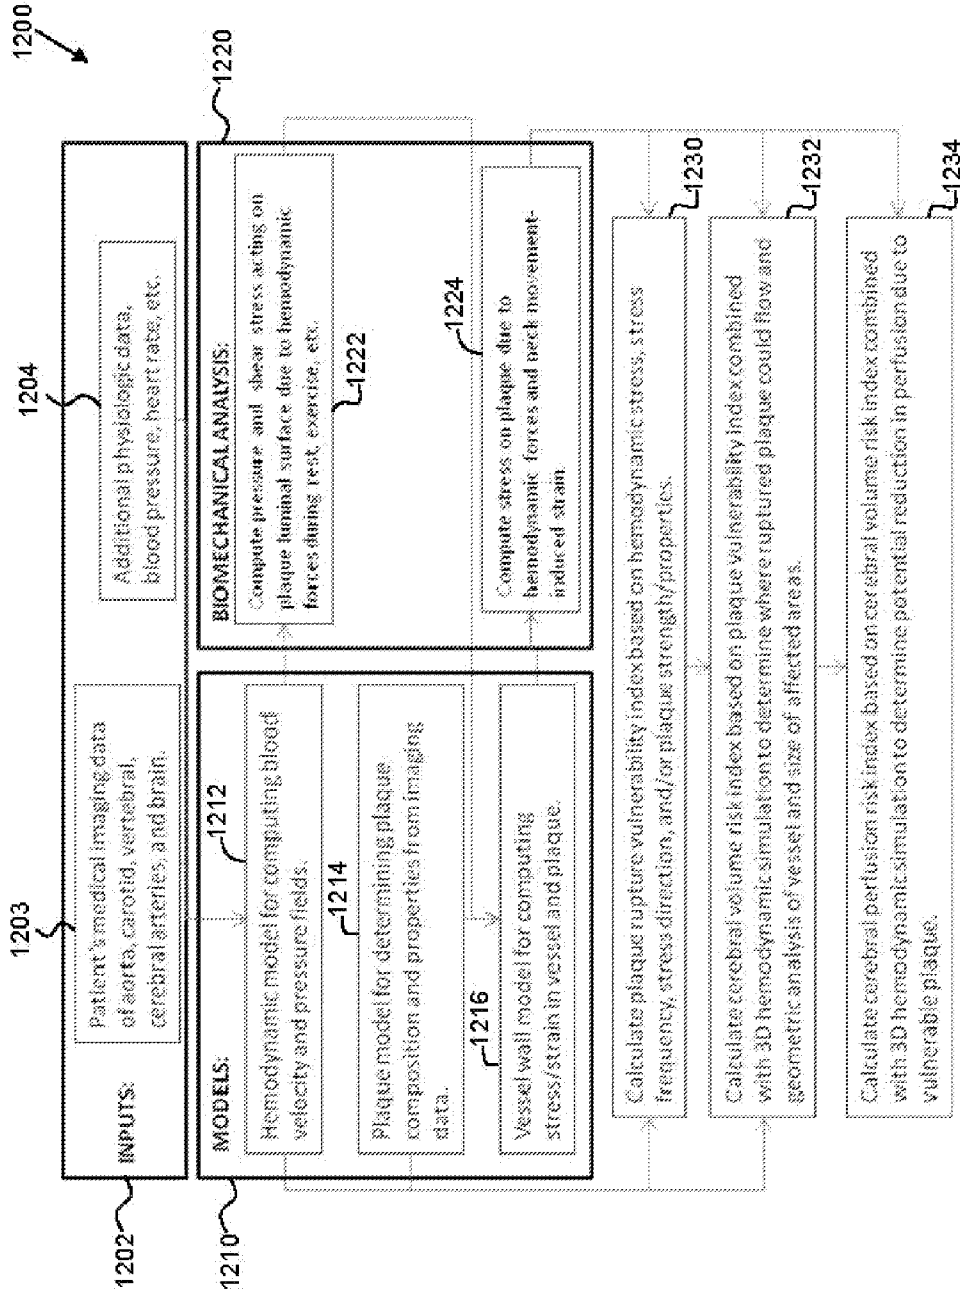 1200
1202
INPUTS:
1203
Patient's medical imaging data
of aorta, carotid, vertebral,
cerebral arteries, and brain.
1204
Additional physiologic data,
blood pressure, heart rate, etc.
1210
MODELS:
1212
Hemodynamic model for computing blood
velocity and pressure fields.
1214
Plaque model for determining plaque
composition and properties from imaging
data.
1216
Vessel wall model for computing
stress/strain in vessel and plaque.
1220
BIOMECHANICAL ANALYSIS:
Compute pressure and shear stress acting on
plaque luminal surface due to hemodynamic
forces during rest, exercise, etc.
1222
1224
Compute stress on plaque due to
hemodynamic forces and neck movement-
induced strain.
1230
Calculate plaque rupture vulnerability index based on hemodynamic stress, stress
frequency, stress direction, and/or plaque strength/properties.
1232
Calculate cerebral volume risk index based on plaque vulnerability index combined
with 3D hemodynamic simulation to determine where ruptured plaque could flow and
geometric analysis of vessel and size of affected areas.
1234
Calculate cerebral perfusion risk index based on cerebral volume risk index combined
with 3D hemodynamic simulation to determine potential reduction in perfusion due to
vulnerable plaque.